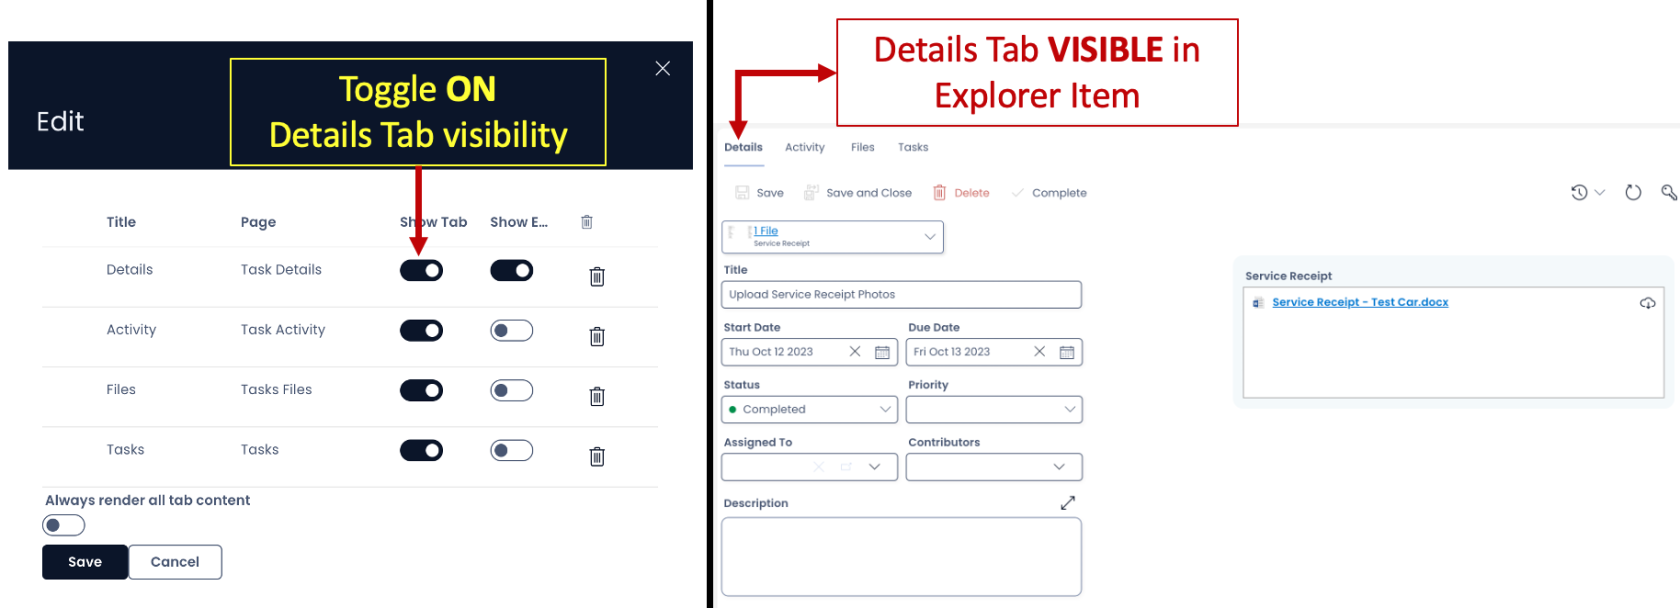 Toggle ON
Details Tab visibility
Edit
Title Page Show Tab Show E...
Details Task Details
Activity Task Activity
Files Tasks Files
Tasks Tasks
Always render all tab content
Save Cancel
Details Tab VISIBLE in
Explorer Item
Details Activity Files Tasks
Save Save and Close Delete Complete
1 File
Service Receipt
Title
Upload Service Receipt Photos
Start Date Due Date
Thu Oct 12 2023 Fri Oct 13 2023
Status Priority
Completed
Assigned To Contributors
Description
Service Receipt
Service Receipt - Test Car.docx